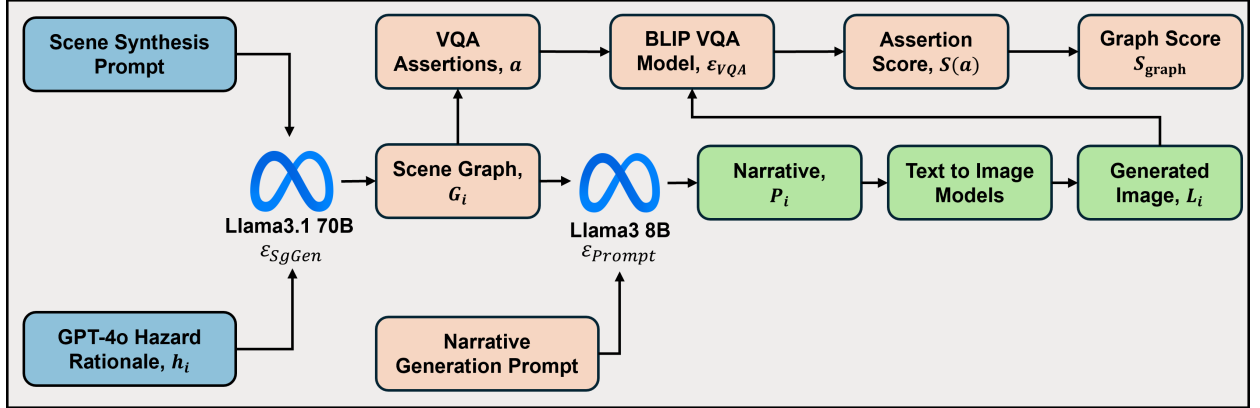 Scene Synthesis
Prompt
VQA
Assertions, a
BLIP VQA
Model, ε_VQA
Assertion
Score, S(a)
Graph Score
S_graph
Llama3.1 70B
ε_SgGen
Scene Graph,
G_i
Llama3 8B
ε_Prompt
Narrative,
P_i
Text to Image
Models
Generated
Image, L_i
GPT-4o Hazard
Rationale, h_i
Narrative
Generation Prompt